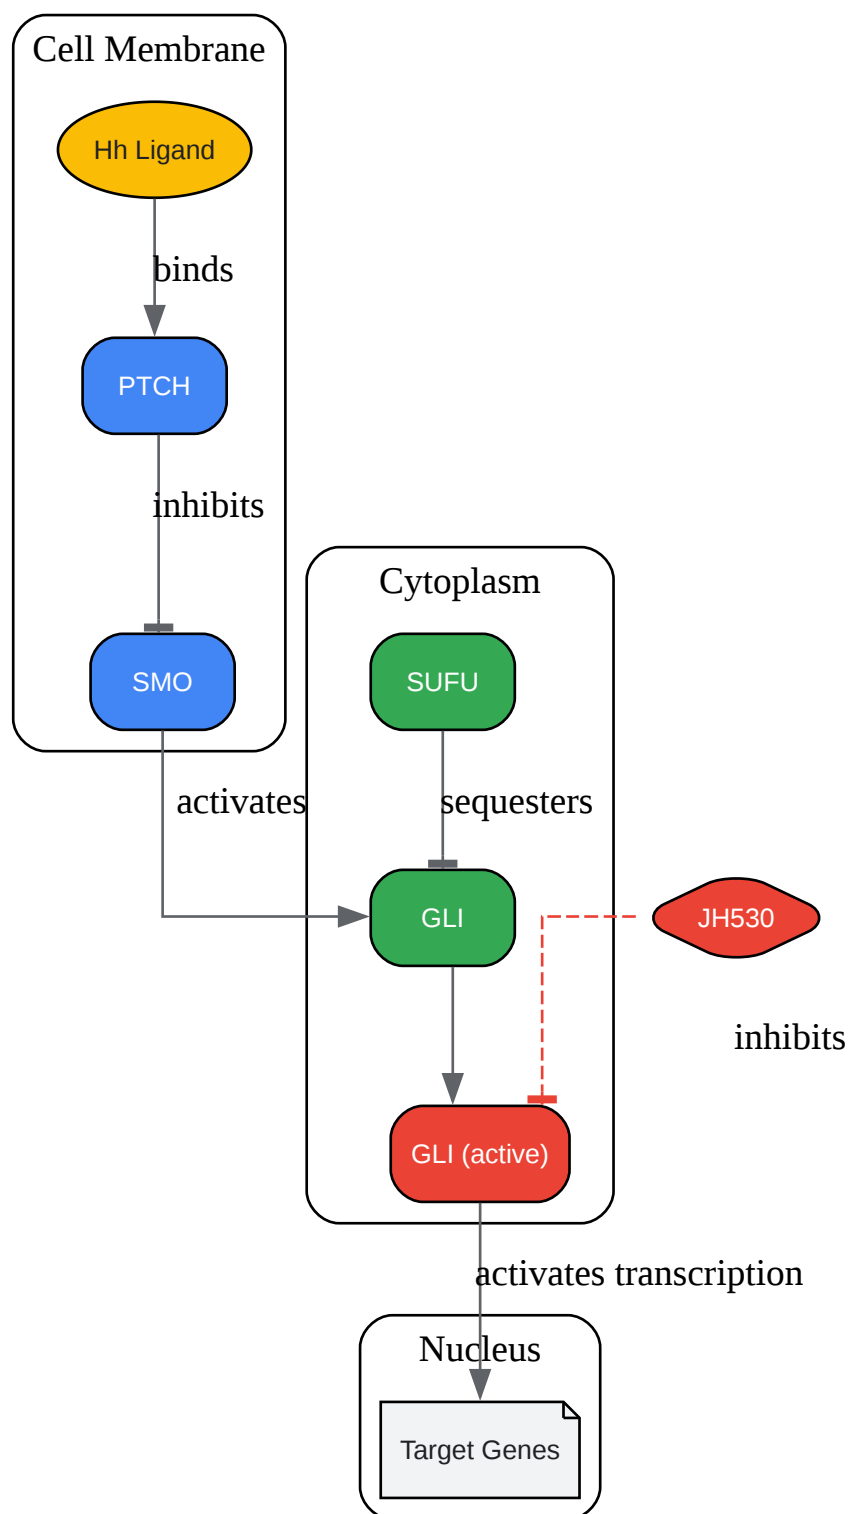 Cell Membrane
Hh Ligand
binds
PTCH
inhibits
Cytoplasm
SMO
SUFU
activates
sequesters
GLI
JH530
inhibits
GLI (active)
activates transcription
Nucleus
Target Genes